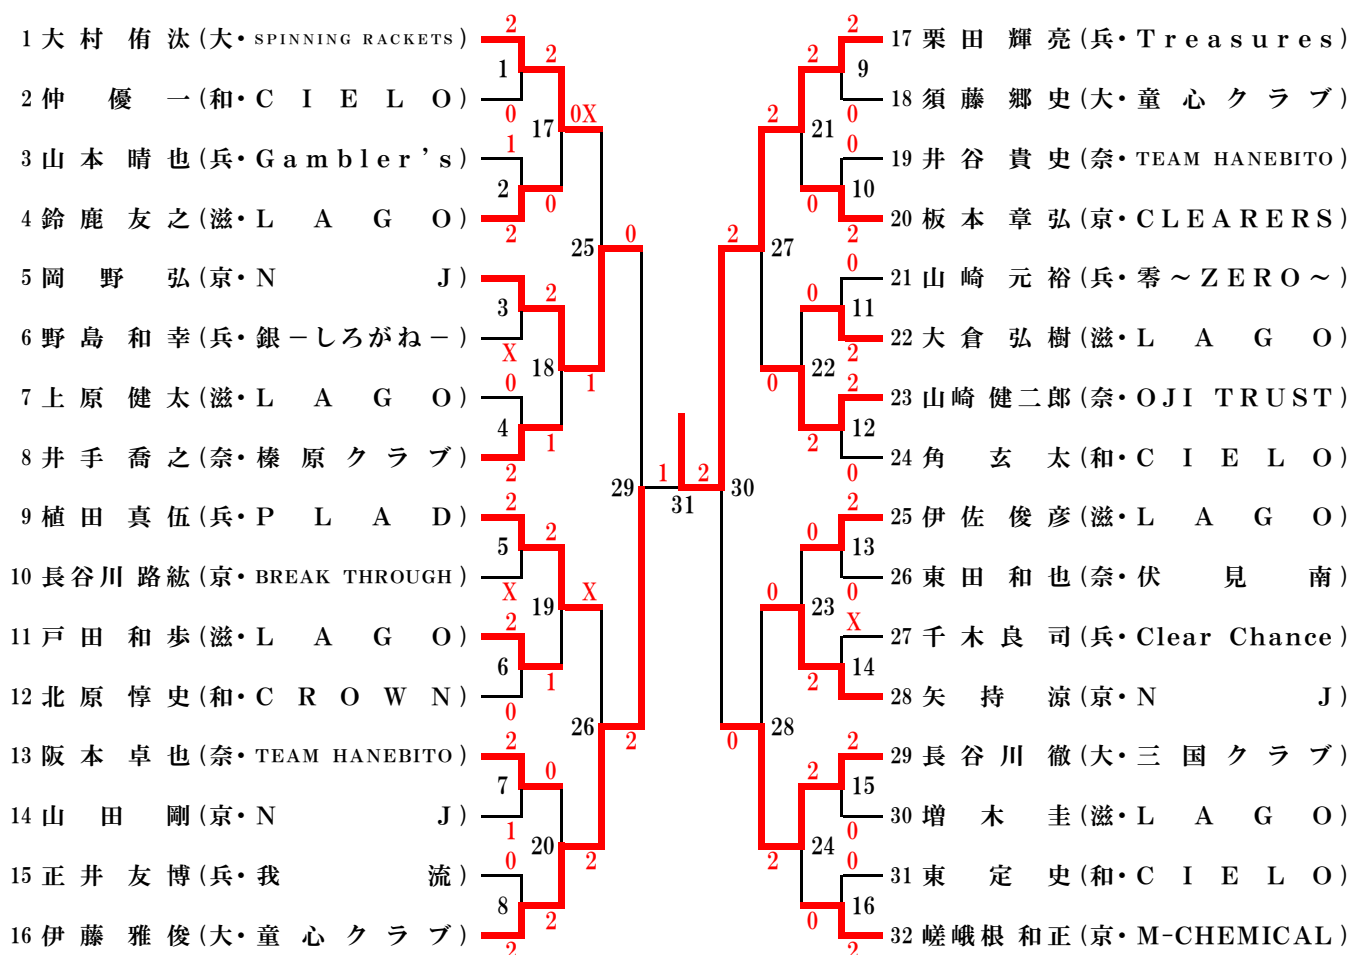 1 大村 侑汰 (大・SPINNING RACKETS)
2 仲 優一 (和・CIELO)
3 山本 晴也 (兵・Gambler's)
4 鈴鹿 友之 (滋・LAGO)
5 岡野 弘 (京・NJ)
6 野島 和幸 (兵・銀－しろがね－)
7 上原 健太 (滋・LAGO)
8 井手 喬之 (奈・榛原クラブ)
9 植田 真伍 (兵・PLAD)
10 長谷川 路紘 (京・BREAK THROUGH)
11 戸田 和歩 (滋・LAGO)
12 北原 惇史 (和・CROWN)
13 阪本 卓也 (奈・TEAM HANEBITO)
14 山田 剛 (京・NJ)
15 正井 友博 (兵・我流)
16 伊藤 雅俊 (大・童心クラブ)
2
0
1
2
X
0
2
2
X
2
0
2
1
0
2
1
2
3
4
5
6
7
8
2
0
2
1
2
1
0
2
17
18
19
20
0X
1
X
2
25
26
0
2
29
1
31
2
30
2
0
27
28
2
0
0
2
21
22
23
24
2
0
0
2
0
2
2
0
9
10
11
12
13
14
15
16
2
0
0
2
0
2
2
0
2
0
X
2
0
0
2
17 栗田 輝亮 (兵・Treasures)
18 須藤 郷史 (大・童心クラブ)
19 井谷 貴史 (奈・TEAM HANEBITO)
20 板本 章弘 (京・CLEARERS)
21 山崎 元裕 (兵・零～ZERO～)
22 大倉 弘樹 (滋・LAGO)
23 山崎 健二郎 (奈・OJI TRUST)
24 角 玄太 (和・CIELO)
25 伊佐 俊彦 (滋・LAGO)
26 東田 和也 (奈・伏見南)
27 千木良 司 (兵・Clear Chance)
28 矢持 涼 (京・NJ)
29 長谷川 徹 (大・三国クラブ)
30 増木 圭 (滋・LAGO)
31 東 定史 (和・CIELO)
32 嵯峨根 和正 (京・M-CHEMICAL)